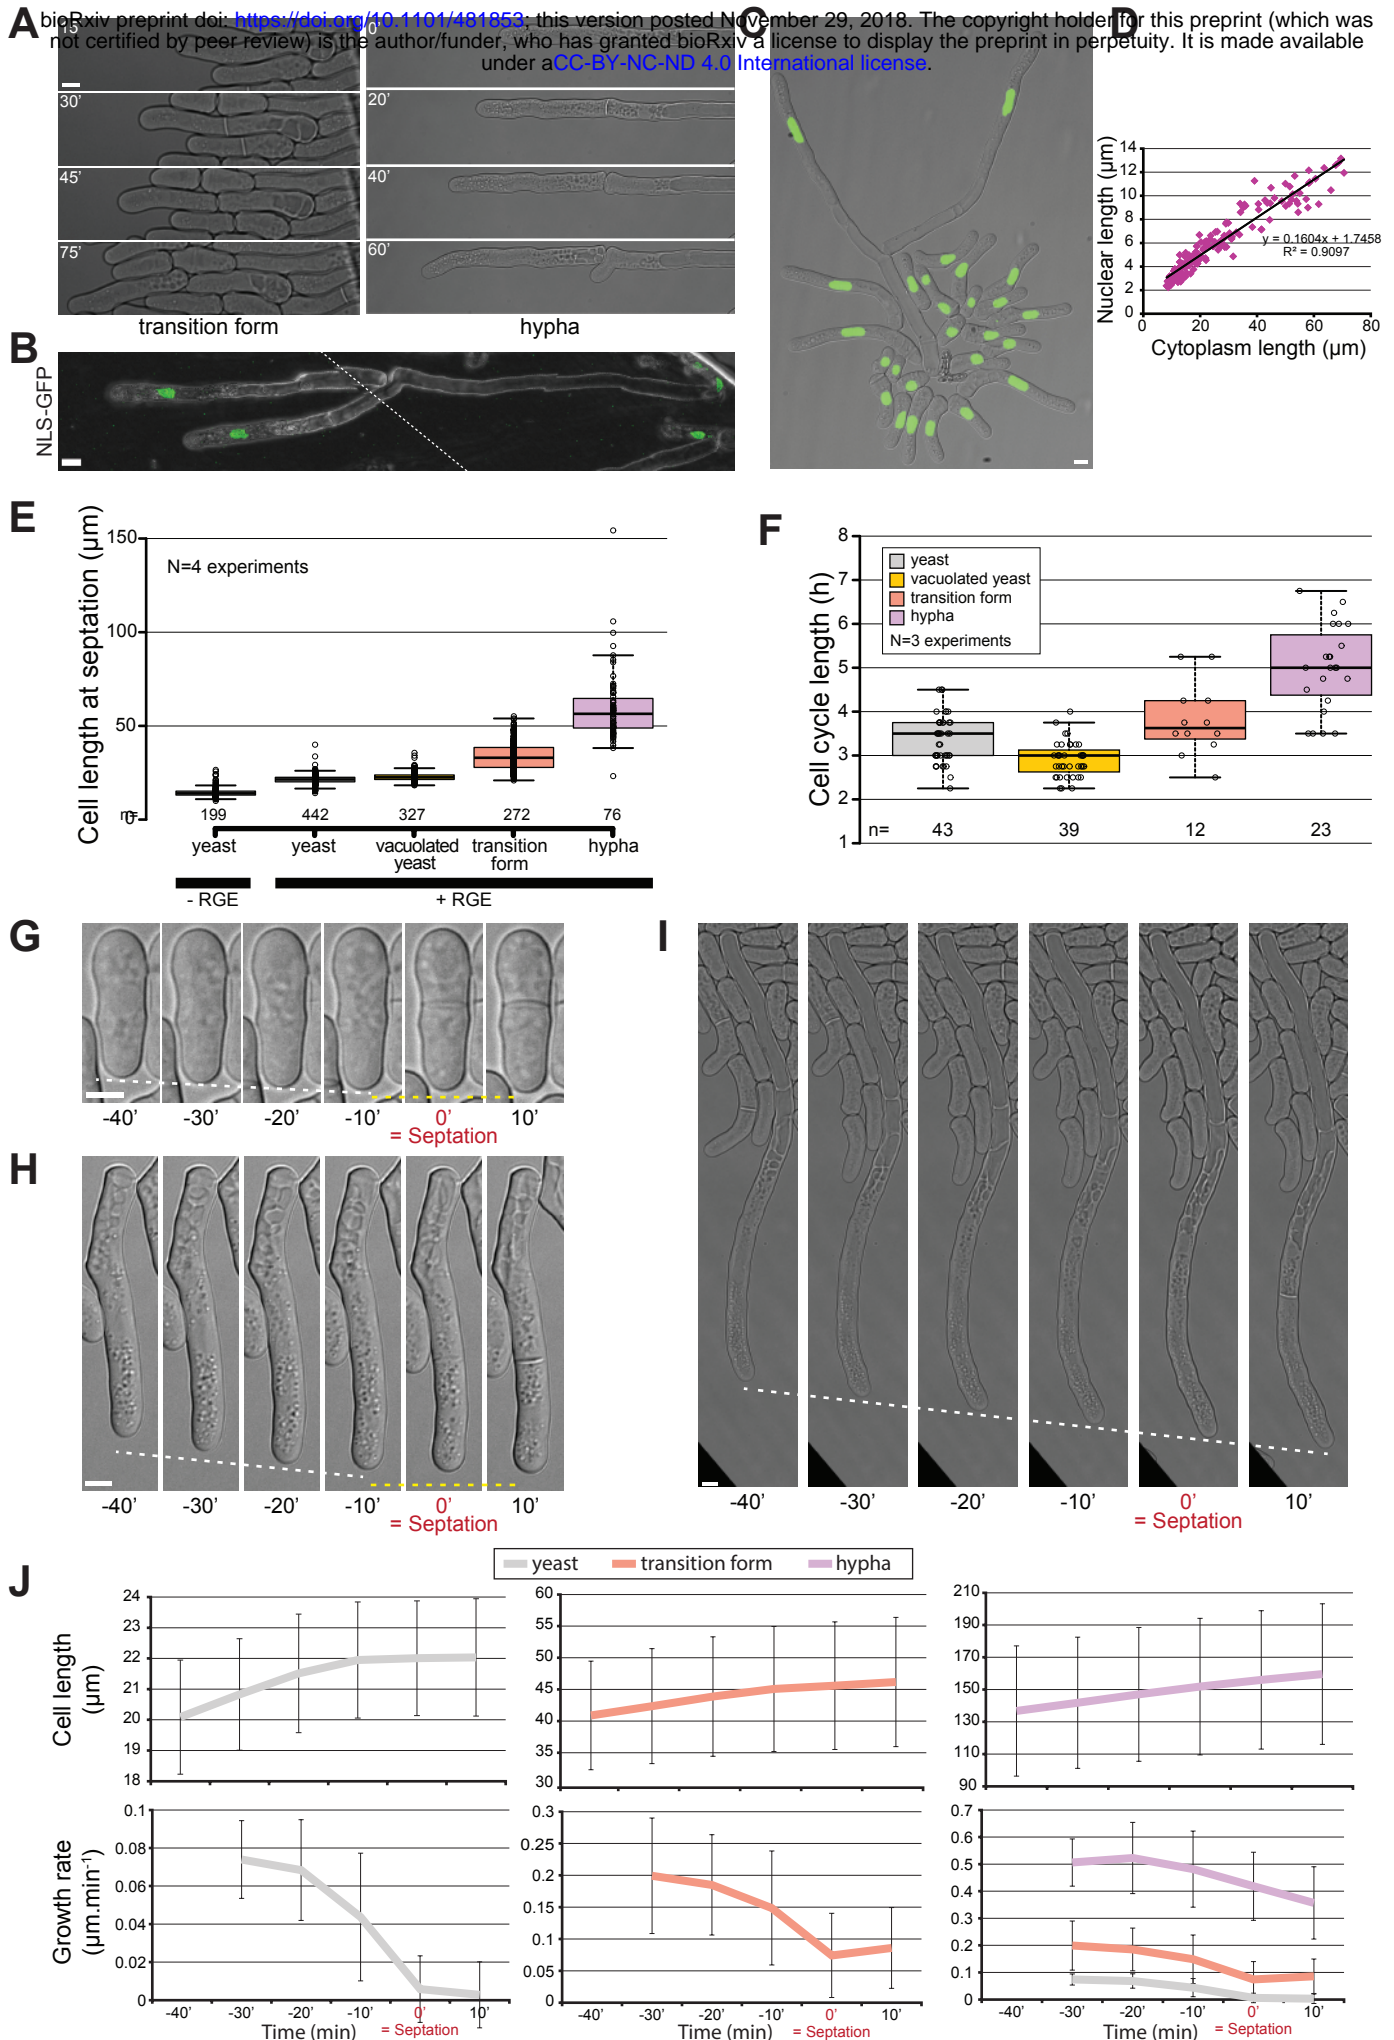 bioRxiv preprint doi: https://doi.org/10.1101/481853; this version posted November 29, 2018. The copyright holder for this preprint (which was
not certified by peer review) is the author/funder, who has granted bioRxiv a license to display the preprint in perpetuity. It is made available
under aCC-BY-NC-ND 4.0 International license.
A
15'
30'
45'
75'
transition form
0'
20'
40'
60'
hypha
B
NLS-GFP
C
D
Nuclear length (µm)
14
12
10
8
6
4
2
0
y = 0.1604x + 1.7458
R² = 0.9097
0 20 40 60 80
Cytoplasm length (µm)
E
Cell length at septation (µm)
150
100
50
0
N=4 experiments
n= 199 442 327 272 76
yeast yeast vacuolated yeast transition form hypha
- RGE + RGE
F
Cell cycle length (h)
8
7
6
5
4
3
2
1
yeast
vacuolated yeast
transition form
hypha
N=3 experiments
n= 43 39 12 23
G
-40' -30' -20' -10' 0' 10'
= Septation
H
-40' -30' -20' -10' 0' 10'
= Septation
I
-40' -30' -20' -10' 0' 10'
= Septation
J
yeast transition form hypha
Cell length
(µm)
24
23
22
21
20
19
18
60
55
50
45
40
35
30
210
190
170
150
130
110
90
Growth rate
(µm.min⁻¹)
0.1
0.08
0.06
0.04
0.02
0
-40' -30' -20' -10' 0' 10'
Time (min) = Septation
0.3
0.25
0.2
0.15
0.1
0.05
0
-40' -30' -20' -10' 0' 10'
Time (min) = Septation
0.7
0.6
0.5
0.4
0.3
0.2
0.1
0
-40' -30' -20' -10' 0' 10'
Time (min) = Septation